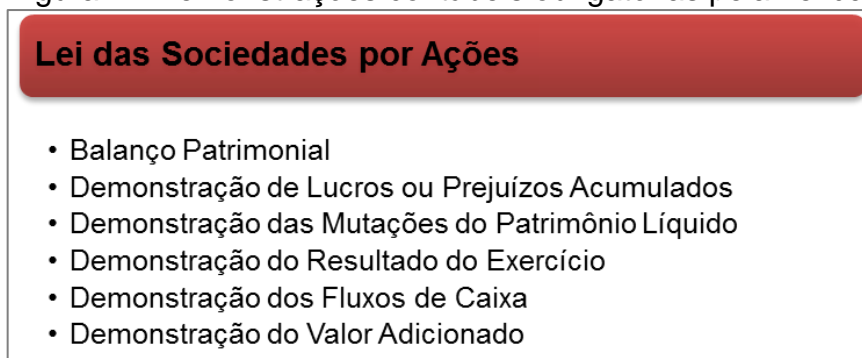 Lei das Sociedades por Ações
• Balanço Patrimonial
• Demonstração de Lucros ou Prejuízos Acumulados
• Demonstração das Mutações do Patrimônio Líquido
• Demonstração do Resultado do Exercício
• Demonstração dos Fluxos de Caixa
• Demonstração do Valor Adicionado